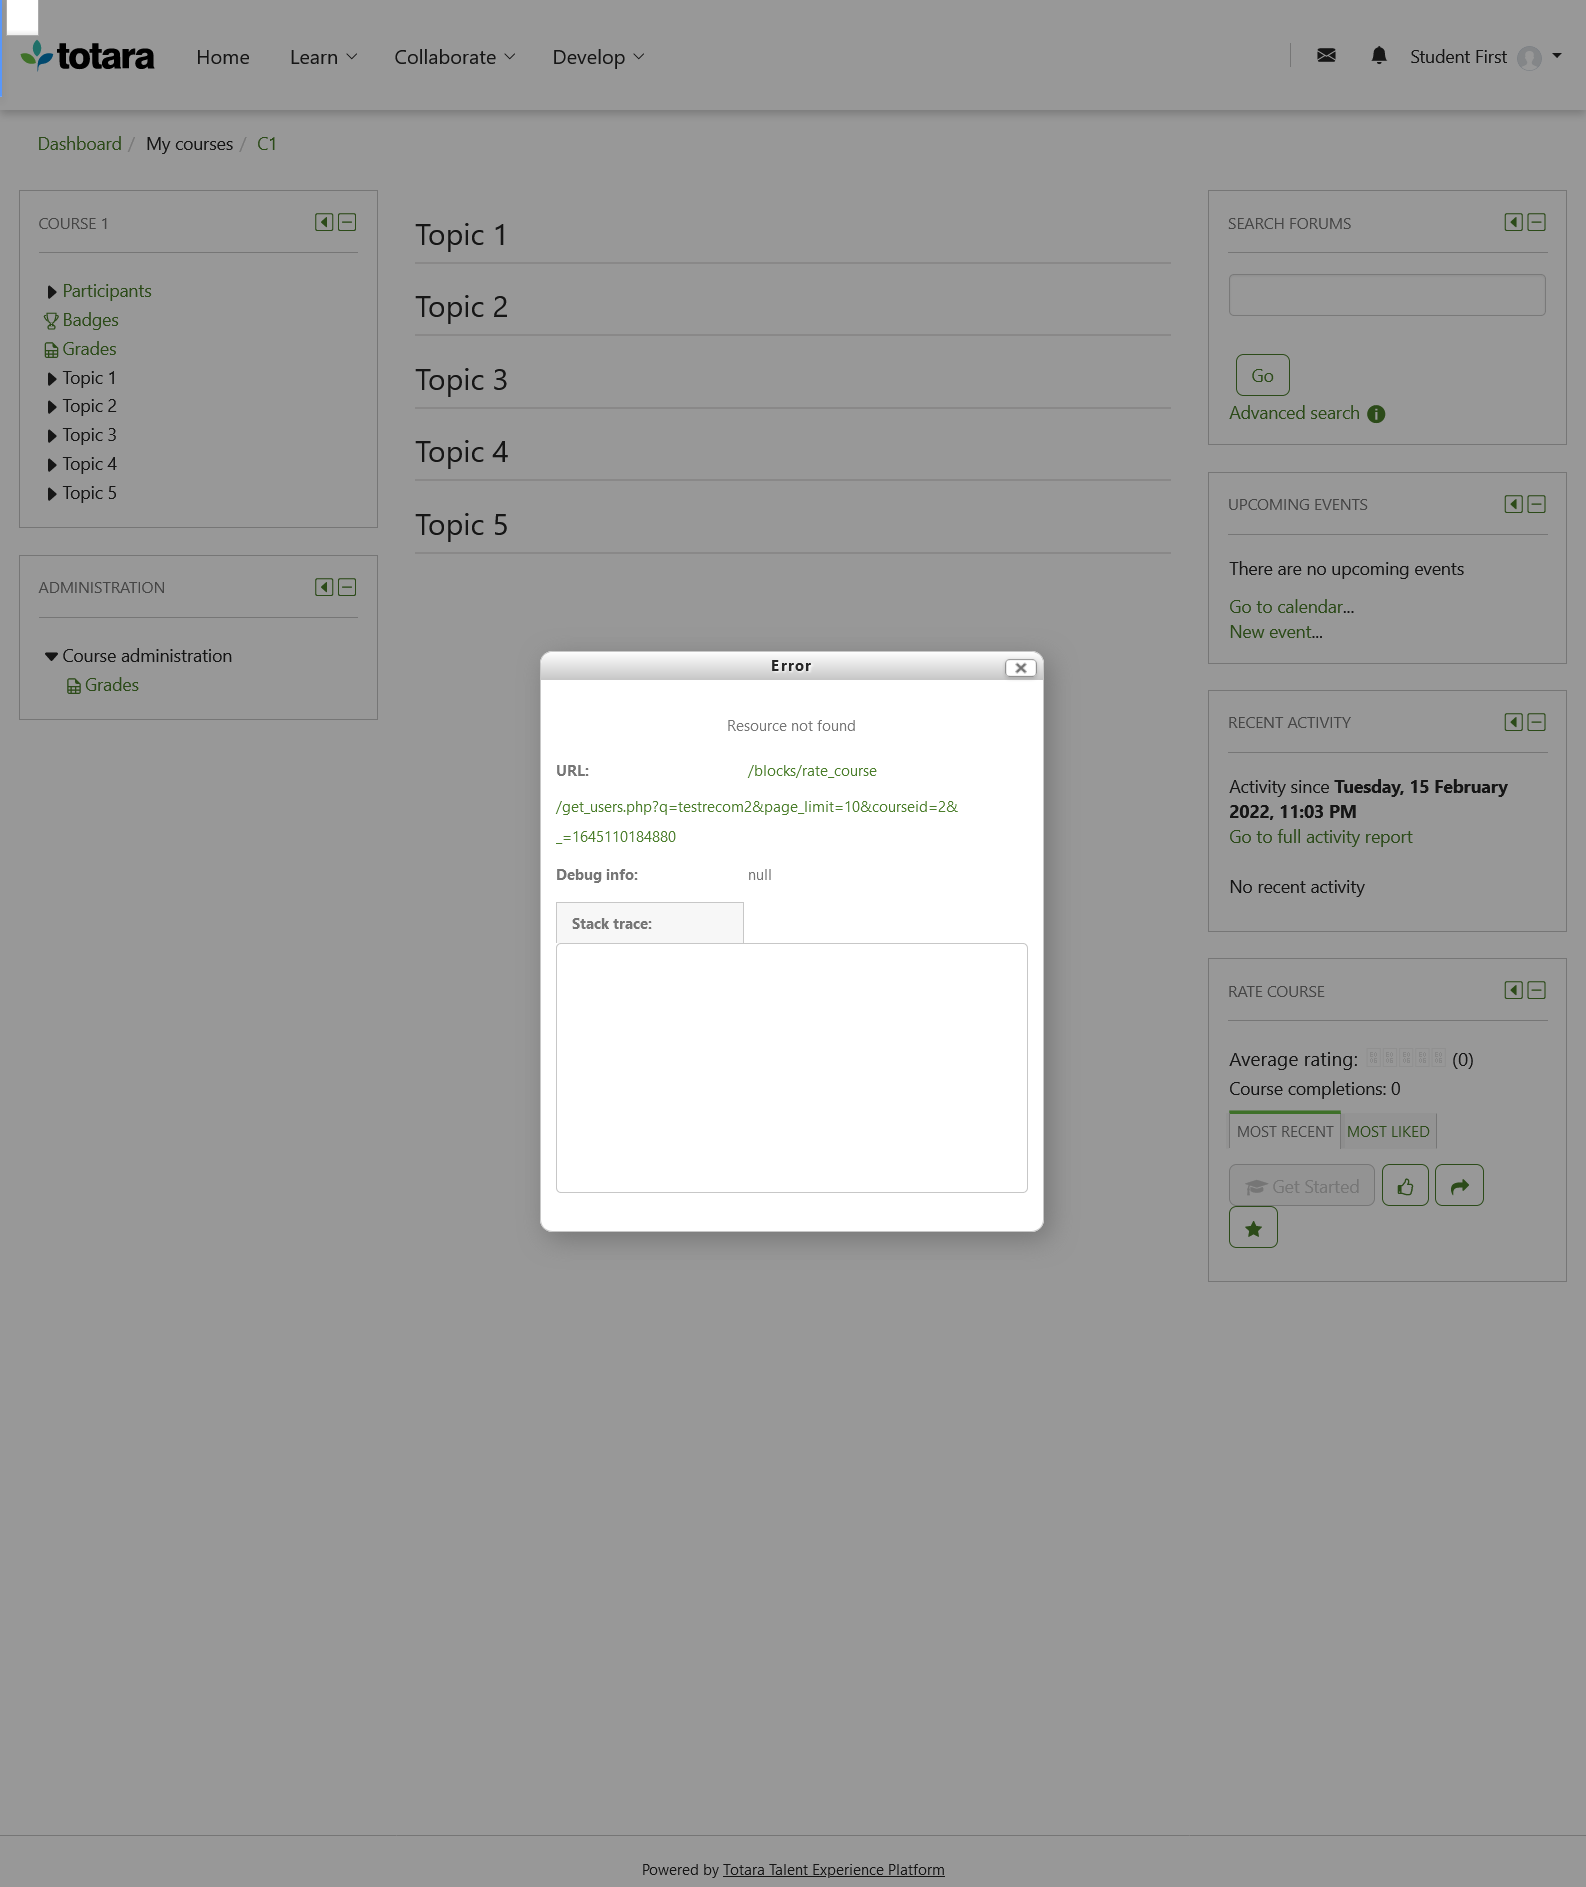 totara
Home
Learn
Collaborate
Develop
Student First
Dashboard / My courses / C1
COURSE 1
Participants
Badges
Grades
Topic 1
Topic 2
Topic 3
Topic 4
Topic 5
ADMINISTRATION
Course administration
Grades
Topic 1
Topic 2
Topic 3
Topic 4
Topic 5
SEARCH FORUMS
Go
Advanced search
UPCOMING EVENTS
There are no upcoming events
Go to calendar...
New event...
RECENT ACTIVITY
Activity since Tuesday, 15 February
2022, 11:03 PM
Go to full activity report
No recent activity
RATE COURSE
Average rating: (0)
Course completions: 0
MOST RECENT
MOST LIKED
Get Started
Error
Resource not found
URL: /blocks/rate_course
/get_users.php?q=testrecom2&page_limit=10&courseid=2&
_=1645110184880
Debug info: null
Stack trace:
Powered by Totara Talent Experience Platform